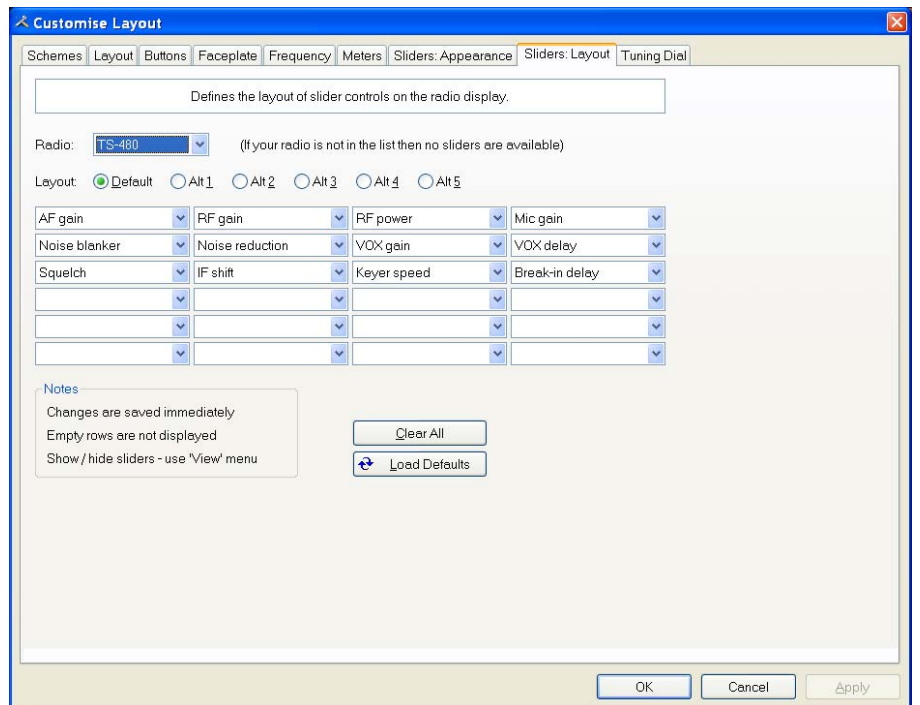 Customise Layout
Schemes Layout Buttons Faceplate Frequency Meters Sliders: Appearance Sliders: Layout Tuning Dial
Defines the layout of slider controls on the radio display.
Radio: TS-480 (If your radio is not in the list then no sliders are available)
Layout: Default Alt 1 Alt 2 Alt 3 Alt 4 Alt 5
AF gain RF gain RF power Mic gain
Noise blanker Noise reduction VOX gain VOX delay
Squelch IF shift Keyer speed Break-in delay
Notes
Changes are saved immediately
Empty rows are not displayed
Show / hide sliders - use 'View' menu
Clear All
Load Defaults
OK Cancel Apply